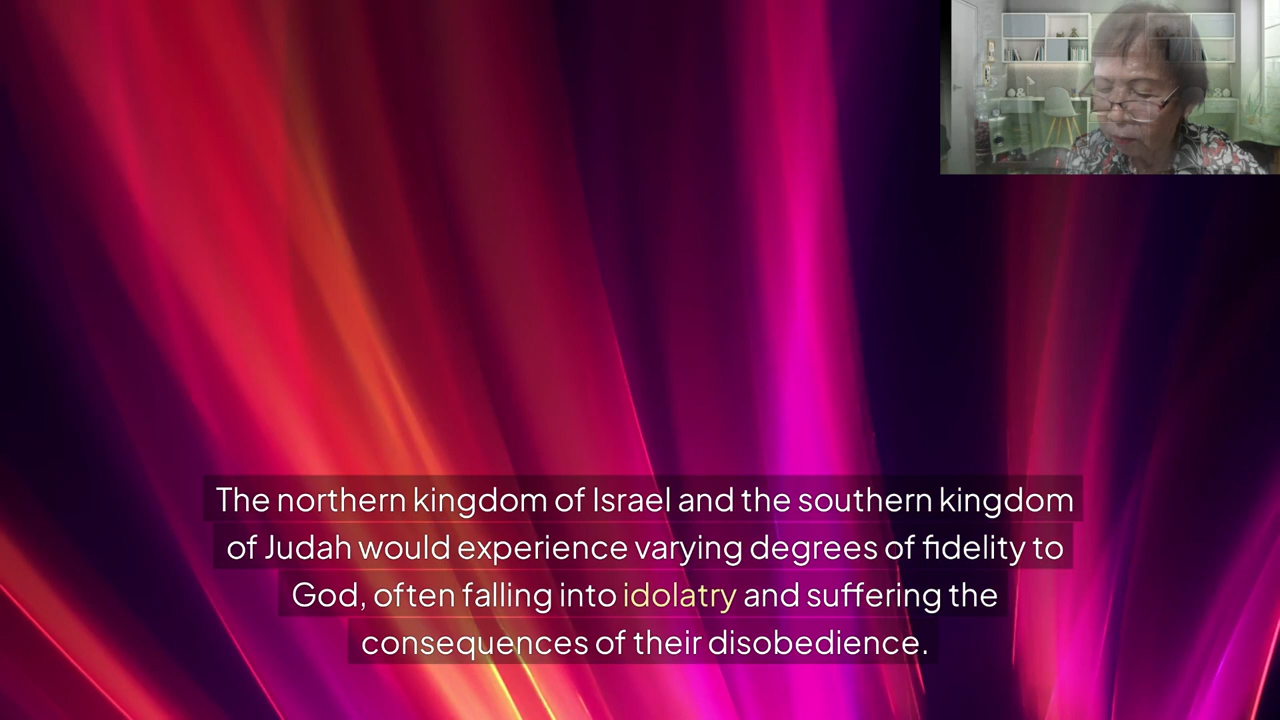 The northern kingdom of Israel and the southern kingdom
of Judah would experience varying degrees of fidelity to
God, often falling into idolatry and suffering the
consequences of their disobedience.